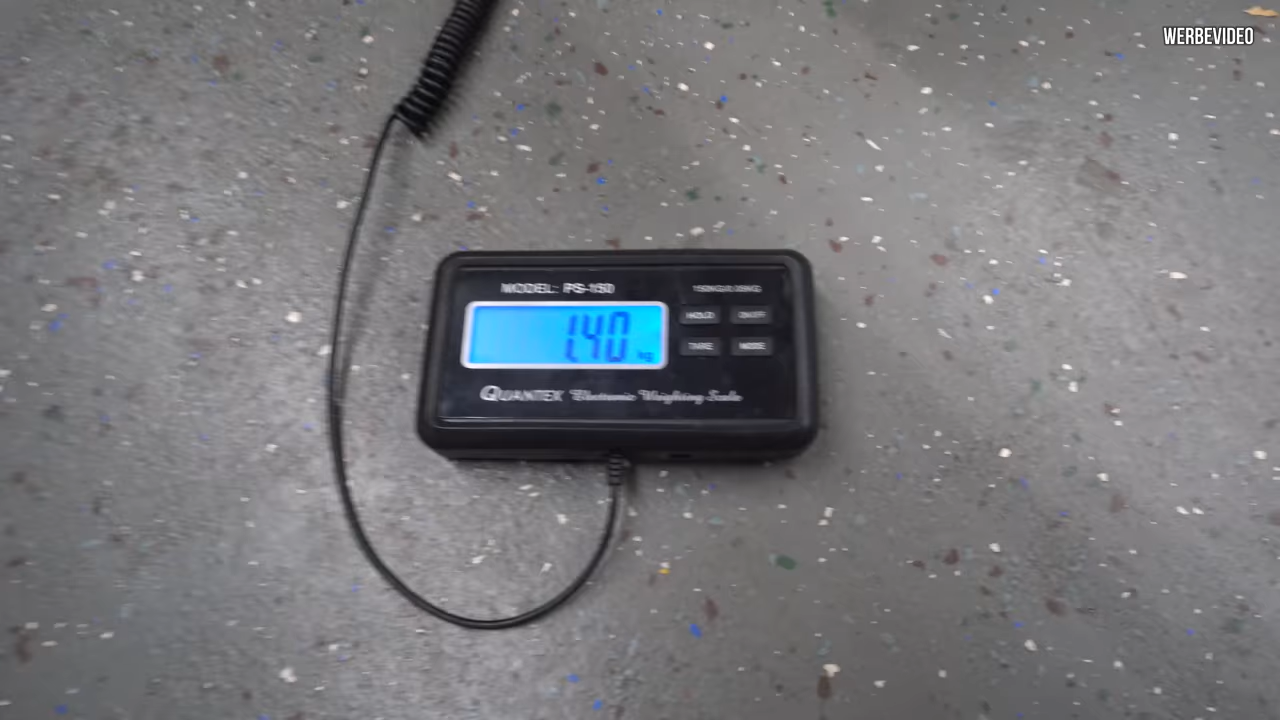 WERBEVIDEO
MODEL: PS-150
HOLD ON/OFF
TARE MODE
1.40 kg
QUANTEK Electronic Weighing Scale